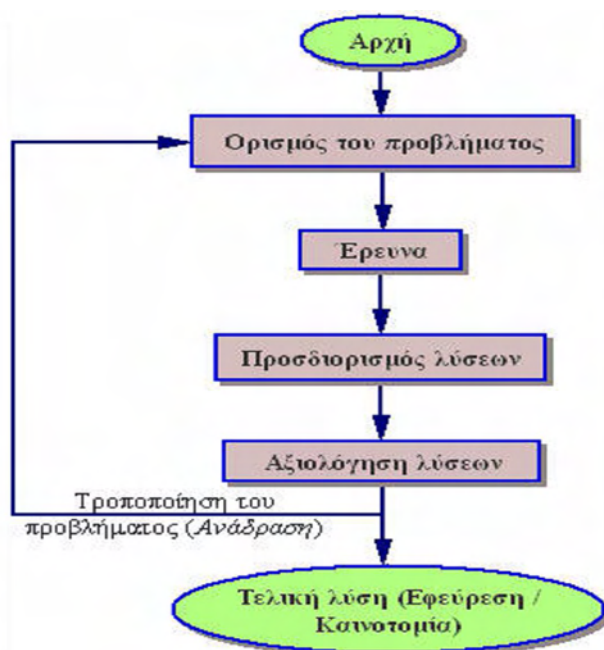 Αρχή
Ορισμός του προβλήματος
Έρευνα
Προσδιορισμός λύσεων
Αξιολόγηση λύσεων
Τροποποίηση του
προβλήματος (Ανάδραση)
Τελική λύση (Εφεύρεση /
Καινοτομία)